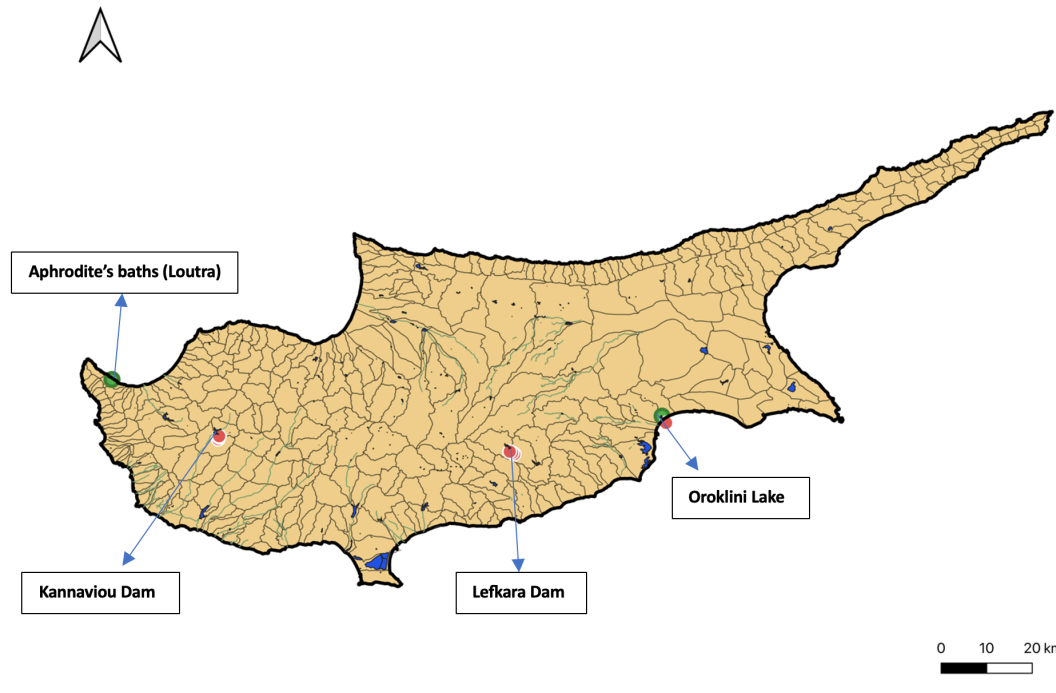 Aphrodite’s baths (Loutra)
Oroklini Lake
Kannaviou Dam
Lefkara Dam
0 10 20 km